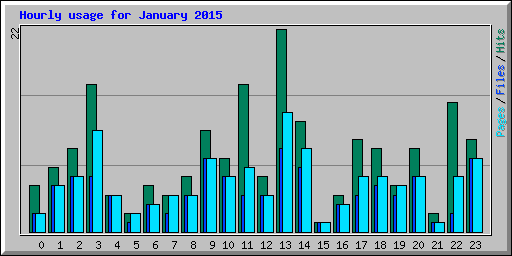 Hourly usage for January 2015
22
Pages / Files / Hits
0 1 2 3 4 5 6 7 8 9 10 11 12 13 14 15 16 17 18 19 20 21 22 23